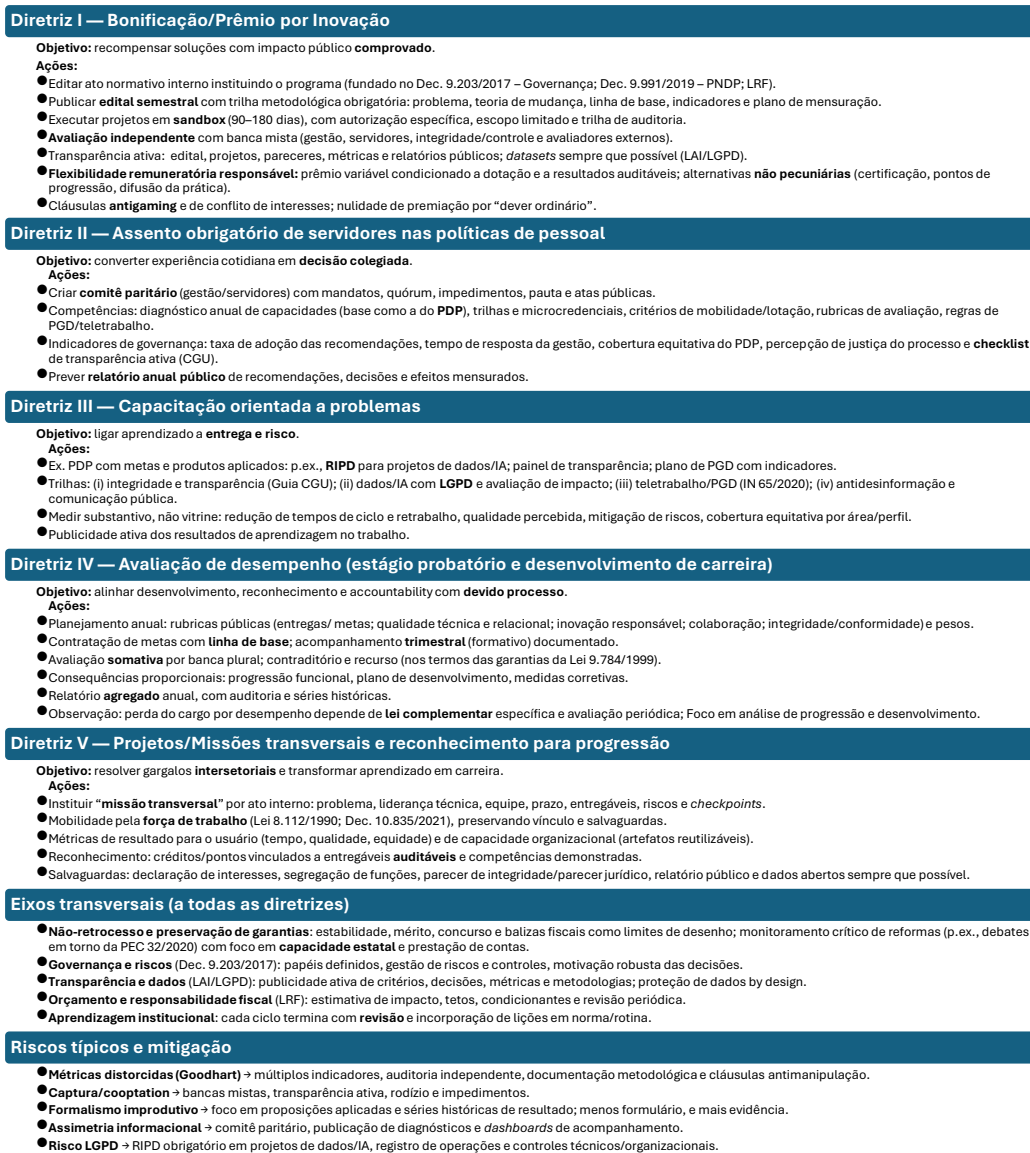 Diretriz I — Bonificação/Prêmio por Inovação
Objetivo: recompensar soluções com impacto público comprovado.
Ações:
●Editar ato normativo interno instituindo o programa (fundado no Dec. 9.203/2017 – Governança; Dec. 9.991/2019 – PNDP; LRF).
●Publicar edital semestral com trilha metodológica obrigatória: problema, teoria de mudança, linha de base, indicadores e plano de mensuração.
●Executar projetos em sandbox (90–180 dias), com autorização específica, escopo limitado e trilha de auditoria.
●Avaliação independente com banca mista (gestão, servidores, integridade/controle e avaliadores externos).
●Transparência ativa: edital, projetos, pareceres, métricas e relatórios públicos; datasets sempre que possível (LAI/LGPD).
●Flexibilidade remuneratória responsável: prêmio variável condicionado a dotação e a resultados auditáveis; alternativas não pecuniárias (certificação, pontos de
progressão, difusão da prática).
●Cláusulas antigaming e de conflito de interesses; nulidade de premiação por “dever ordinário”.
Diretriz II — Assento obrigatório de servidores nas políticas de pessoal
Objetivo: converter experiência cotidiana em decisão colegiada.
Ações:
●Criar comitê paritário (gestão/servidores) com mandatos, quórum, impedimentos, pauta e atas públicas.
●Competências: diagnóstico anual de capacidades (base como a do PDP), trilhas e microcredenciais, critérios de mobilidade/lotação, rubricas de avaliação, regras de
PGD/teletrabalho.
●Indicadores de governança: taxa de adoção das recomendações, tempo de resposta da gestão, cobertura equitativa do PDP, percepção de justiça do processo e checklist
de transparência ativa (CGU).
●Prever relatório anual público de recomendações, decisões e efeitos mensurados.
Diretriz III — Capacitação orientada a problemas
Objetivo: ligar aprendizado a entrega e risco.
Ações:
●Ex. PDP com metas e produtos aplicados: p.ex., RIPD para projetos de dados/IA; painel de transparência; plano de PGD com indicadores.
●Trilhas: (i) integridade e transparência (Guia CGU); (ii) dados/IA com LGPD e avaliação de impacto; (iii) teletrabalho/PGD (IN 65/2020); (iv) antidesinformação e
comunicação pública.
●Medir substantivo, não vitrine: redução de tempos de ciclo e retrabalho, qualidade percebida, mitigação de riscos, cobertura equitativa por área/perfil.
●Publicidade ativa dos resultados de aprendizagem no trabalho.
Diretriz IV — Avaliação de desempenho (estágio probatório e desenvolvimento de carreira)
Objetivo: alinhar desenvolvimento, reconhecimento e accountability com devido processo.
Ações:
●Planejamento anual: rubricas públicas (entregas/ metas; qualidade técnica e relacional; inovação responsável; colaboração; integridade/conformidade) e pesos.
●Contratação de metas com linha de base; acompanhamento trimestral (formativo) documentado.
●Avaliação somativa por banca plural; contraditório e recurso (nos termos das garantias da Lei 9.784/1999).
●Consequências proporcionais: progressão funcional, plano de desenvolvimento, medidas corretivas.
●Relatório agregado anual, com auditoria e séries históricas.
●Observação: perda do cargo por desempenho depende de lei complementar específica e avaliação periódica; Foco em análise de progressão e desenvolvimento.
Diretriz V — Projetos/Missões transversais e reconhecimento para progressão
Objetivo: resolver gargalos intersetoriais e transformar aprendizado em carreira.
Ações:
●Instituir “missão transversal” por ato interno: problema, liderança técnica, equipe, prazo, entregáveis, riscos e checkpoints.
●Mobilidade pela força de trabalho (Lei 8.112/1990; Dec. 10.835/2021), preservando vínculo e salvaguardas.
●Métricas de resultado para o usuário (tempo, qualidade, equidade) e de capacidade organizacional (artefatos reutilizáveis).
●Reconhecimento: créditos/pontos vinculados a entregáveis auditáveis e competências demonstradas.
●Salvaguardas: declaração de interesses, segregação de funções, parecer de integridade/parecer jurídico, relatório público e dados abertos sempre que possível.
Eixos transversais (a todas as diretrizes)
●Não-retrocesso e preservação de garantias: estabilidade, mérito, concurso e balizas fiscais como limites de desenho; monitoramento crítico de reformas (p.ex., debates
em torno da PEC 32/2020) com foco em capacidade estatal e prestação de contas.
●Governança e riscos (Dec. 9.203/2017): papéis definidos, gestão de riscos e controles, motivação robusta das decisões.
●Transparência e dados (LAI/LGPD): publicidade ativa de critérios, decisões, métricas e metodologias; proteção de dados by design.
●Orçamento e responsabilidade fiscal (LRF): estimativa de impacto, tetos, condicionantes e revisão periódica.
●Aprendizagem institucional: cada ciclo termina com revisão e incorporação de lições em norma/rotina.
Riscos típicos e mitigação
●Métricas distorcidas (Goodhart) → múltiplos indicadores, auditoria independente, documentação metodológica e cláusulas antimanipulação.
●Captura/cooptation → bancas mistas, transparência ativa, rodízio e impedimentos.
●Formalismo improdutivo → foco em proposições aplicadas e séries históricas de resultado; menos formulário, e mais evidência.
●Assimetria informacional → comitê paritário, publicação de diagnósticos e dashboards de acompanhamento.
●Risco LGPD → RIPD obrigatório em projetos de dados/IA, registro de operações e controles técnicos/organizacionais.